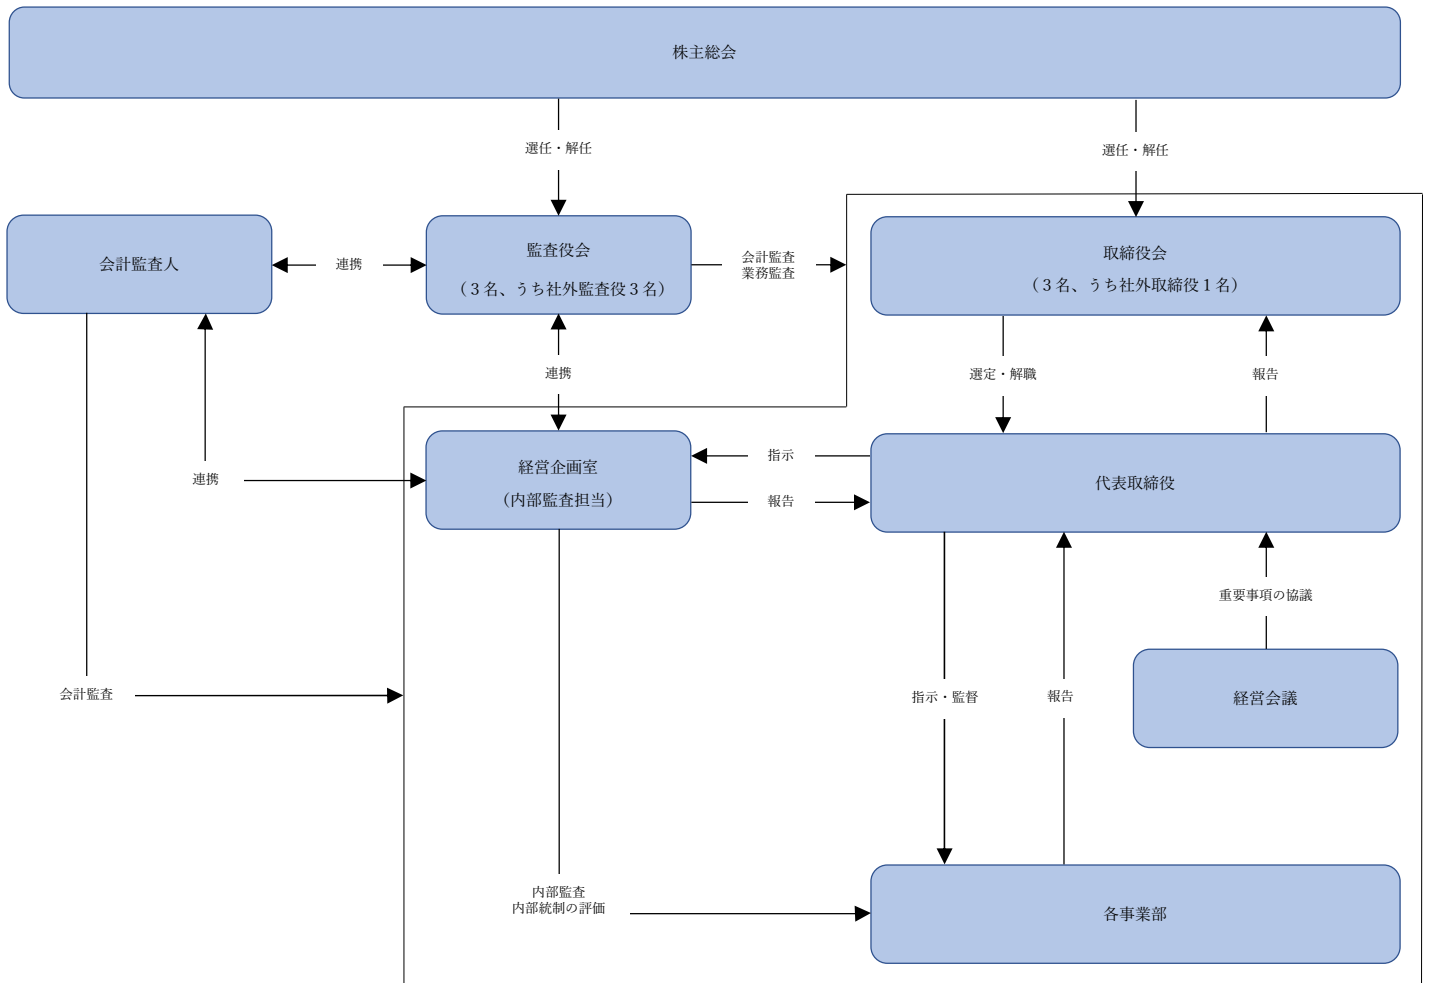 株主総会
選任・解任
選任・解任
会計監査人
連携
監査役会
（３名、うち社外監査役３名）
会計監査
業務監査
取締役会
（３名、うち社外取締役１名）
連携
選定・解職
報告
連携
経営企画室
（内部監査担当）
指示
報告
代表取締役
重要事項の協議
会計監査
指示・監督
報告
経営会議
内部監査
内部統制の評価
各事業部